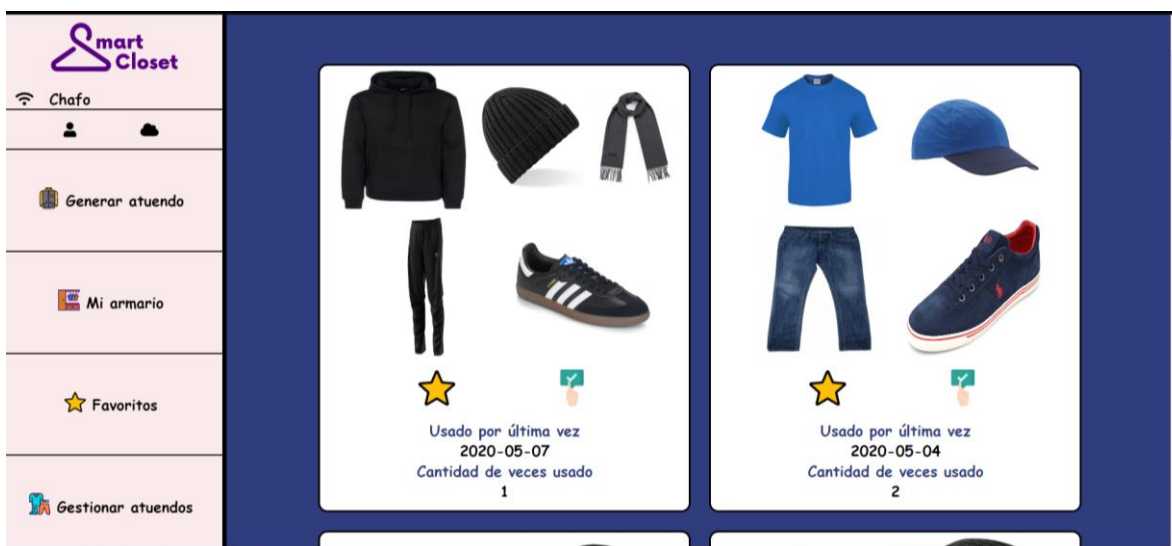 Smart
Closet
Chafo
Generar atuendo
Mi armario
Favoritos
Gestionar atuendos
Usado por última vez
2020-05-07
Cantidad de veces usado
1
Usado por última vez
2020-05-04
Cantidad de veces usado
2